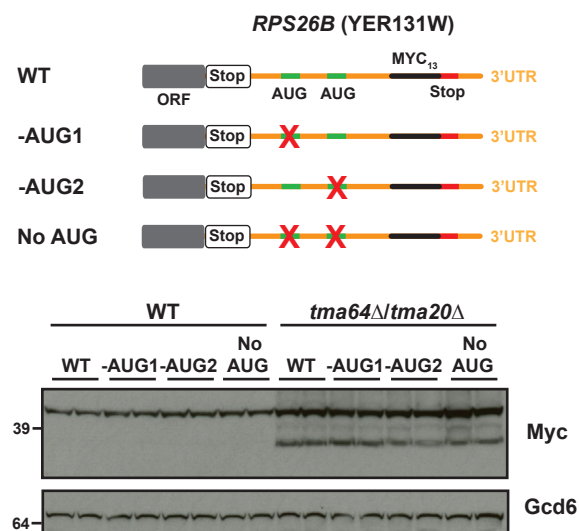 RPS26B (YER131W)
WT
Stop
MYC13
3'UTR
ORF
AUG
AUG
Stop
-AUG1
Stop
3'UTR
-AUG2
Stop
3'UTR
No AUG
Stop
3'UTR
WT
tma64Δ/tma20Δ
WT
-AUG1
-AUG2
No AUG
WT
-AUG1
-AUG2
No AUG
39
Myc
64
Gcd6